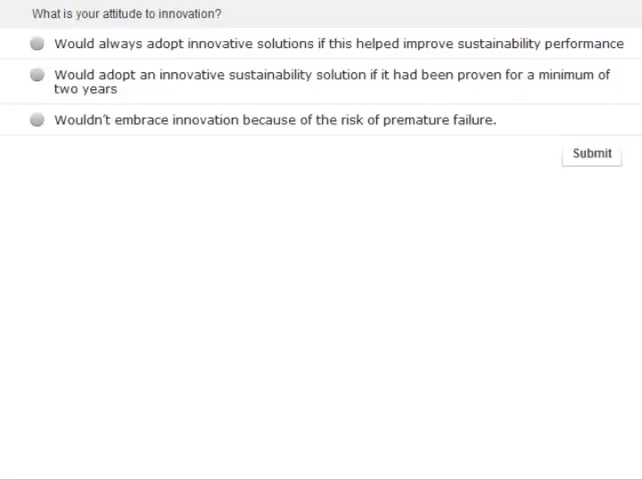 What is your attitude to innovation?
Would always adopt innovative solutions if this helped improve sustainability performance
Would adopt an innovative sustainability solution if it had been proven for a minimum of
two years
Wouldn't embrace innovation because of the risk of premature failure.
Submit